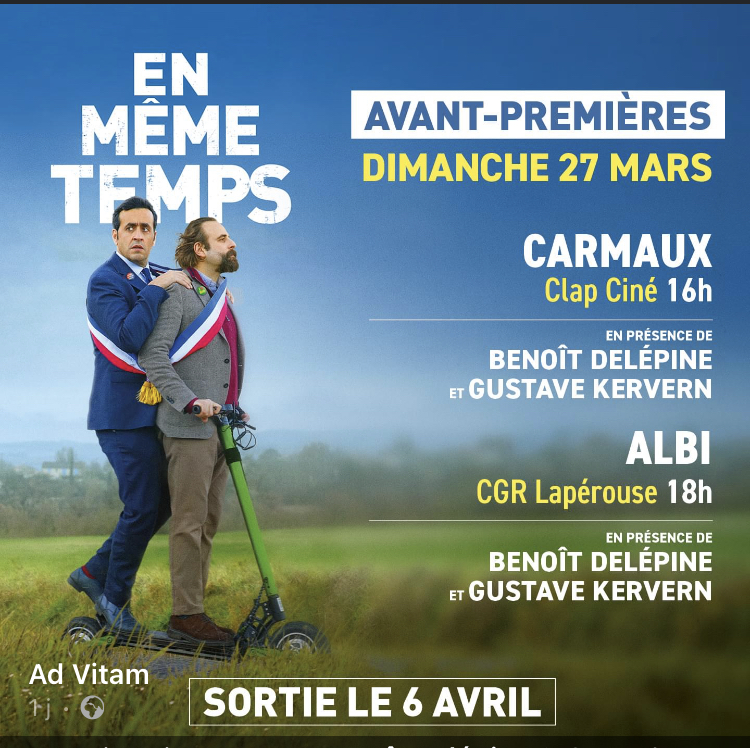 EN
MÊME
TEMPS
AVANT-PREMIÈRES
DIMANCHE 27 MARS
CARMAUX
Clap Ciné 16h
EN PRÉSENCE DE
BENOÎT DELÉPINE
ET GUSTAVE KERVERN
ALBI
CGR Lapérouse 18h
EN PRÉSENCE DE
BENOÎT DELÉPINE
ET GUSTAVE KERVERN
Ad Vitam
1 j ·
SORTIE LE 6 AVRIL